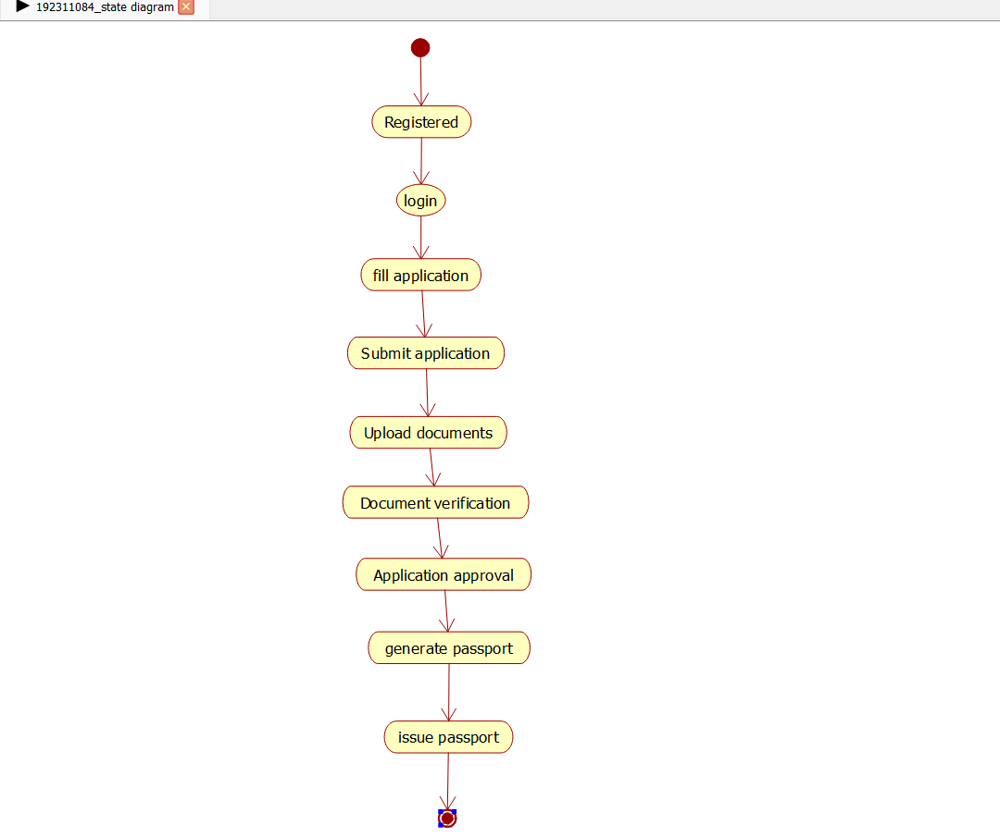 192311084_state diagram
Registered
login
fill application
Submit application
Upload documents
Document verification
Application approval
generate passport
issue passport